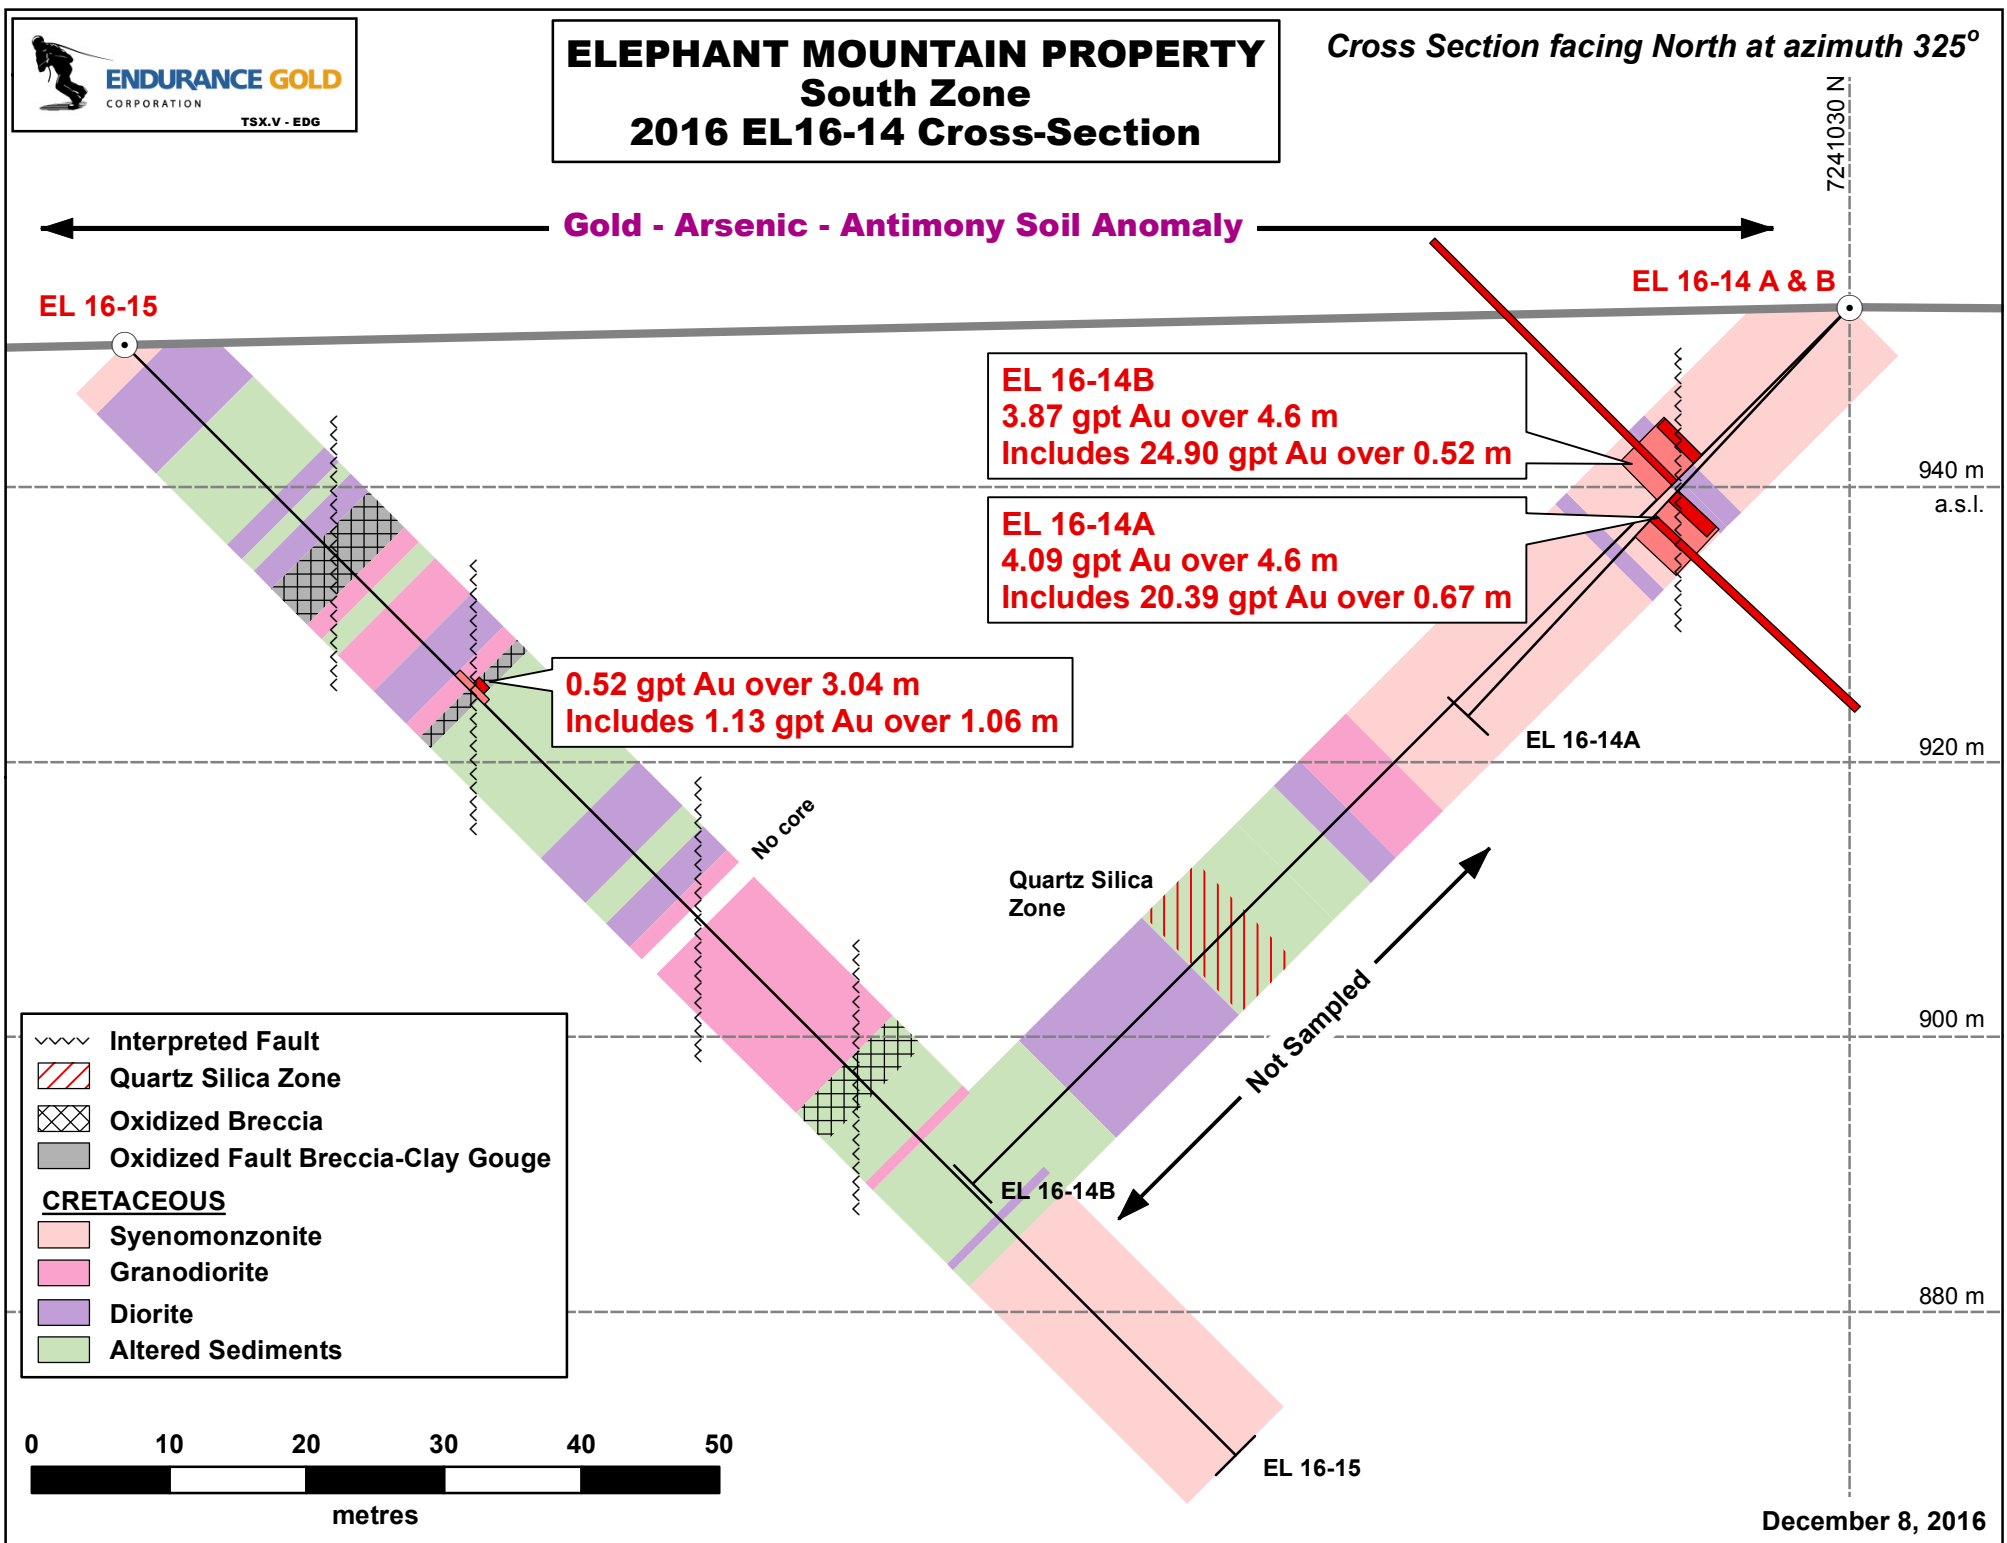 ENDURANCE GOLD
CORPORATION
TSX.V - EDG
ELEPHANT MOUNTAIN PROPERTY
South Zone
2016 EL16-14 Cross-Section
Cross Section facing North at azimuth 325°
7241030 N
Gold - Arsenic - Antimony Soil Anomaly
EL 16-15
EL 16-14 A & B
EL 16-14B
3.87 gpt Au over 4.6 m
Includes 24.90 gpt Au over 0.52 m
940 m
a.s.l.
EL 16-14A
4.09 gpt Au over 4.6 m
Includes 20.39 gpt Au over 0.67 m
0.52 gpt Au over 3.04 m
Includes 1.13 gpt Au over 1.06 m
EL 16-14A
920 m
No core
Quartz Silica
Zone
Not Sampled
900 m
EL 16-14B
880 m
EL 16-15
Interpreted Fault
Quartz Silica Zone
Oxidized Breccia
Oxidized Fault Breccia-Clay Gouge
CRETACEOUS
Syenomonzonite
Granodiorite
Diorite
Altered Sediments
0 10 20 30 40 50
metres
December 8, 2016